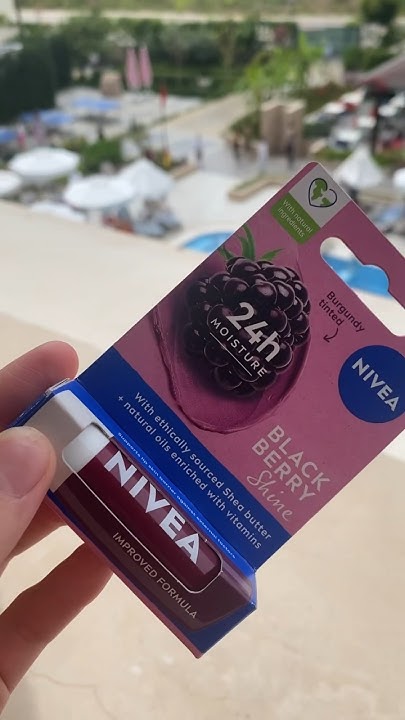 With natural
ingredients
Burgundy
tinted
24h
MOISTURE
NIVEA
BLACK
BERRY
Shine
With ethically sourced Shea butter
+ natural oils enriched with vitamins
NIVEA
IMPROVED FORMULA